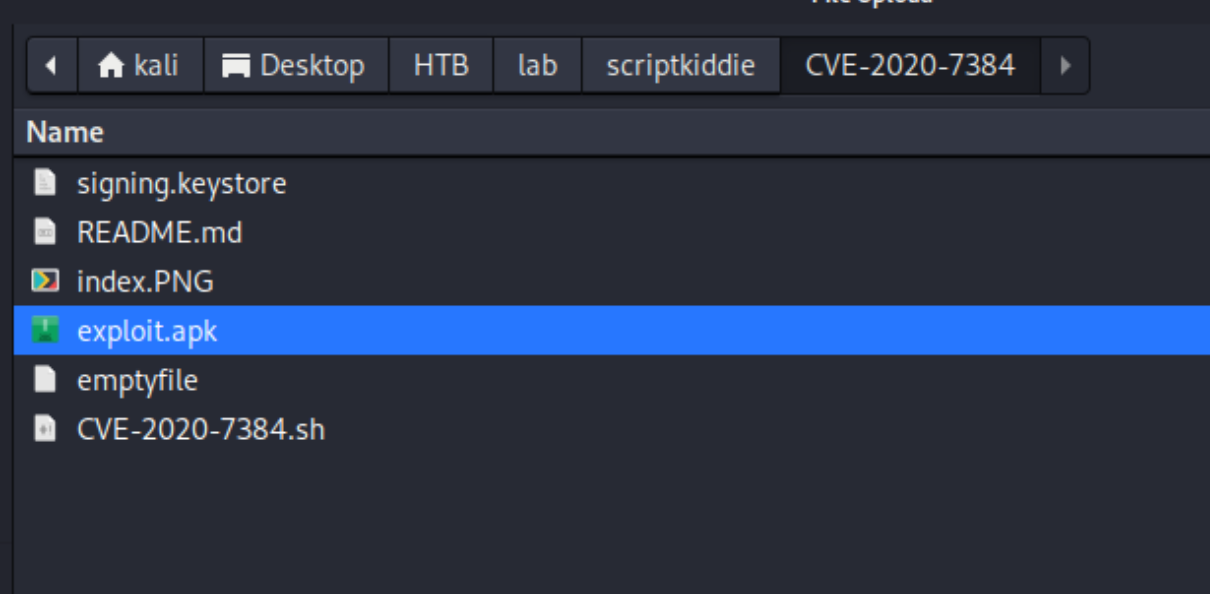 File Upload
kali Desktop HTB lab scriptkiddie CVE-2020-7384
Name
signing.keystore
README.md
index.PNG
exploit.apk
emptyfile
CVE-2020-7384.sh